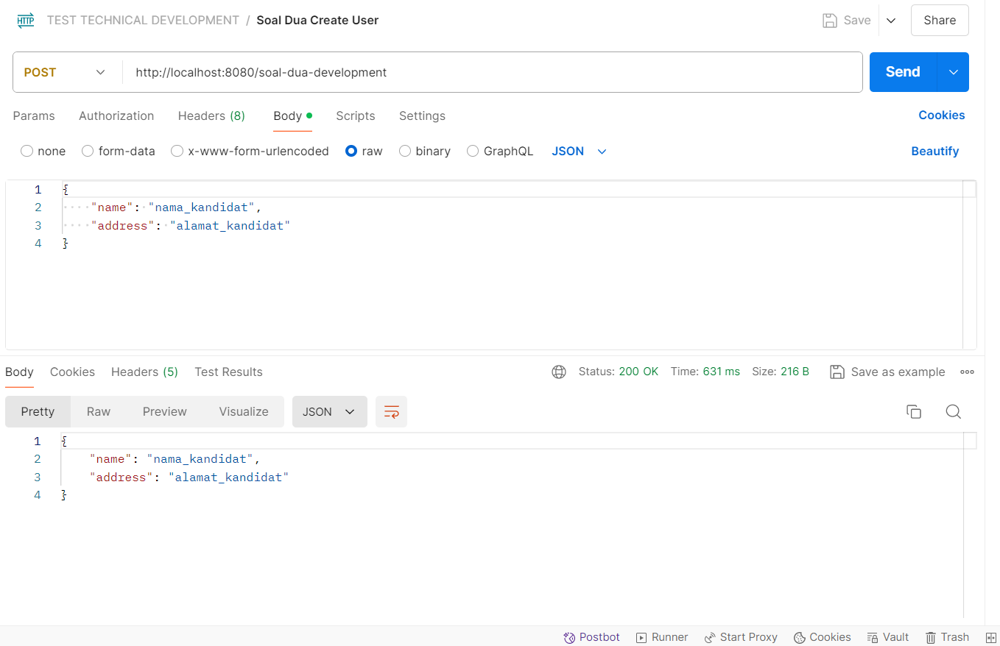 HTTP TEST TECHNICAL DEVELOPMENT / Soal Dua Create User Save Share
POST http://localhost:8080/soal-dua-development Send
Params Authorization Headers (8) Body Scripts Settings Cookies
none form-data x-www-form-urlencoded raw binary GraphQL JSON Beautify
1 {
2 "name": "nama_kandidat",
3 "address": "alamat_kandidat"
4 }
Body Cookies Headers (5) Test Results Status: 200 OK Time: 631 ms Size: 216 B Save as example
Pretty Raw Preview Visualize JSON
1 {
2 "name": "nama_kandidat",
3 "address": "alamat_kandidat"
4 }
Postbot Runner Start Proxy Cookies Vault Trash